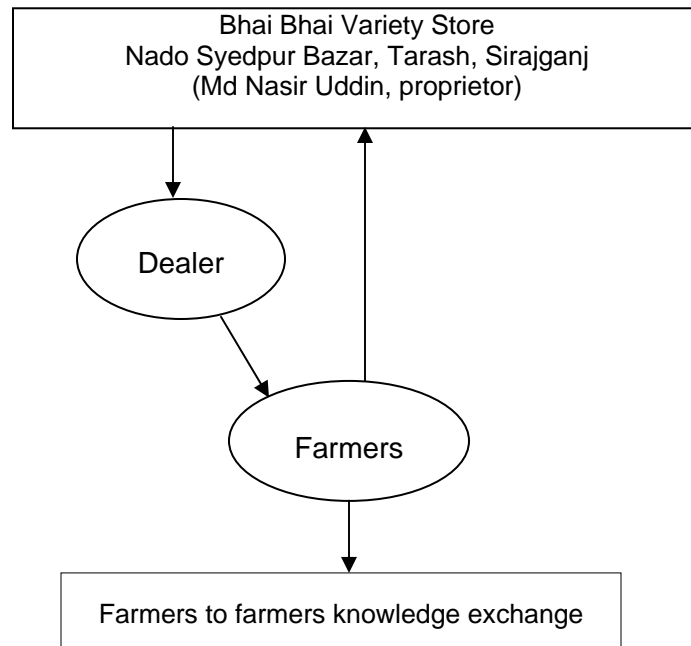 Bhai Bhai Variety Store
Nado Syedpur Bazar, Tarash, Sirajganj
(Md Nasir Uddin, proprietor)
Dealer
Farmers
Farmers to farmers knowledge exchange